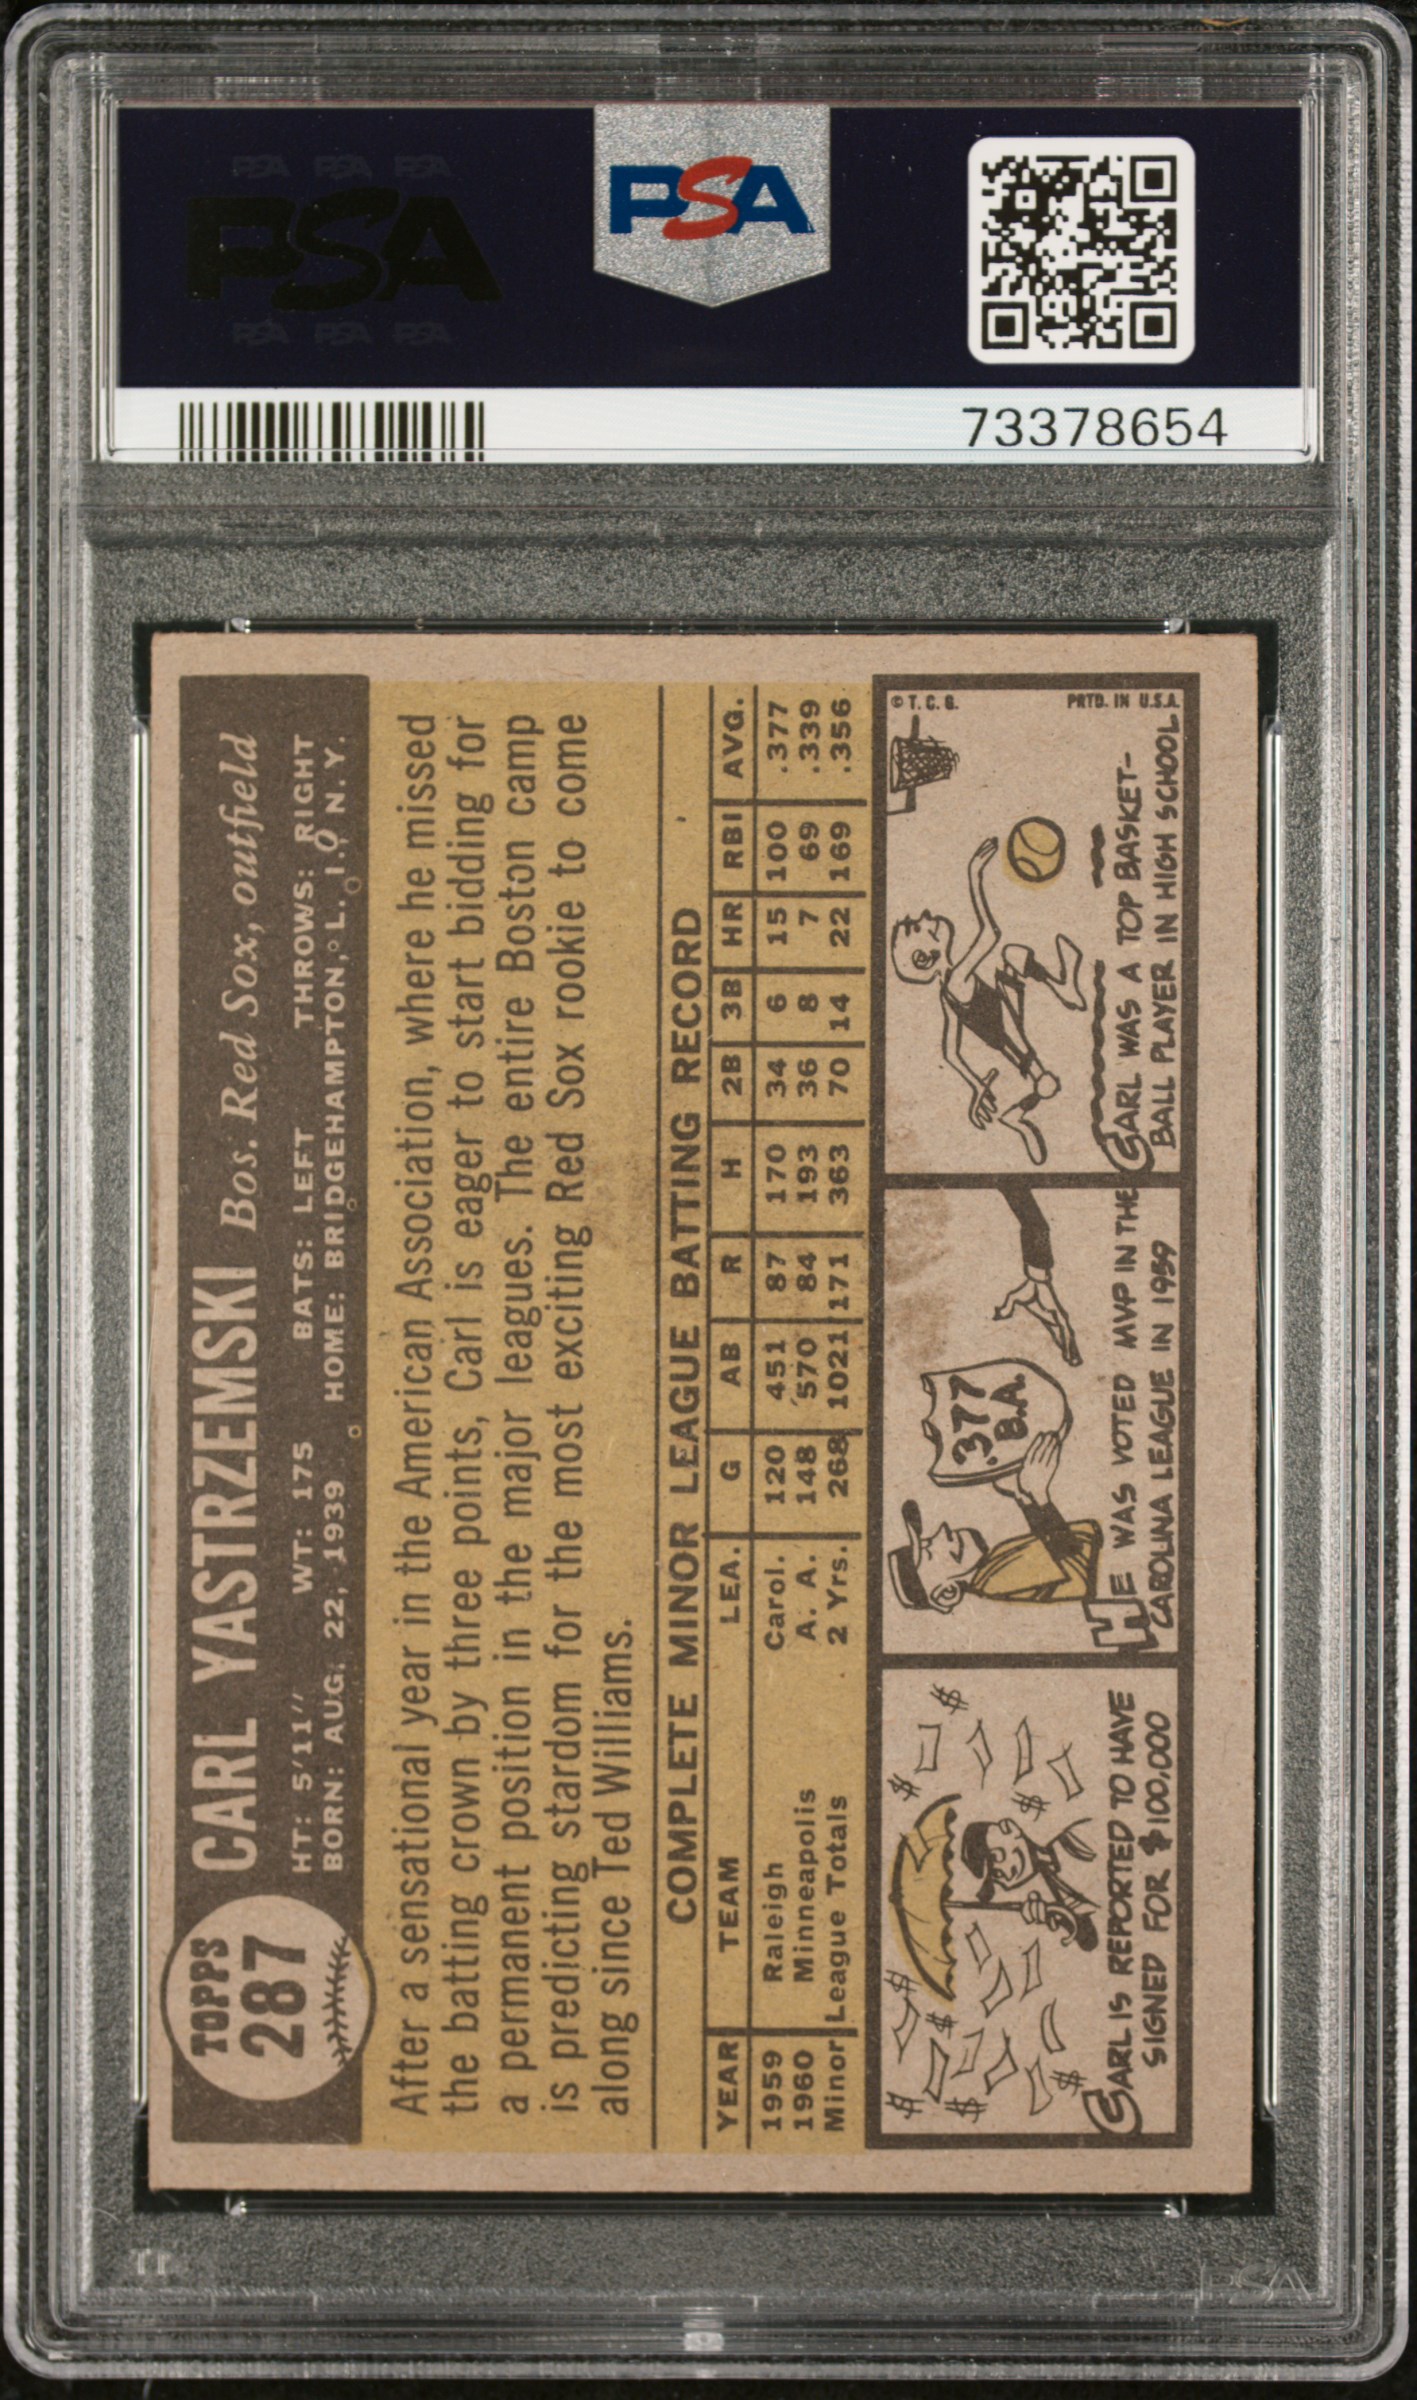 PSA PSA PSA
PSA
PSA PSA PSA
PSA
73378654
TOPPS
287
CARL YASTRZEMSKI Bos. Red Sox, outfield
HT: 5'11" WT: 175 BATS: LEFT THROWS: RIGHT
BORN: AUG. 22, 1939 HOME: BRIDGEHAMPTON, L. I. N.Y.
After a sensational year in the American Association, where he missed
the batting crown by three points, Carl is eager to start bidding for
a permanent position in the major leagues. The entire Boston camp
is predicting stardom for the most exciting Red Sox rookie to come
along since Ted Williams.
COMPLETE MINOR LEAGUE BATTING RECORD
YEAR TEAM LEA. G AB R H 2B 3B HR RBI AVG.
1959 Raleigh Carol. 120 451 87 170 34 6 15 100 .377
1960 Minneapolis A. A. 148 570 84 193 36 8 7 69 .339
Minor League Totals 2 Yrs. 268 1021 171 363 70 14 22 169 .356
$ $ $ $ $ $ $ $
CARL IS REPORTED TO HAVE
SIGNED FOR $100,000
.377
B.A.
HE WAS VOTED MVP IN THE
CAROLINA LEAGUE IN 1959
© T. C. G. PRTD. IN U.S.A.
CARL WAS A TOP BASKET-
BALL PLAYER IN HIGH SCHOOL
PSA